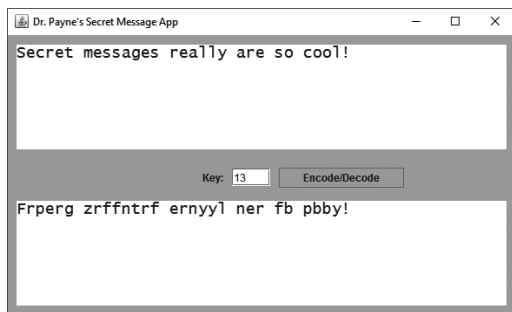 Dr. Payne's Secret Message App
Secret messages really are so cool!
Key: 13 Encode/Decode
Frperg zrffntrf ernyyl ner fb pbby!